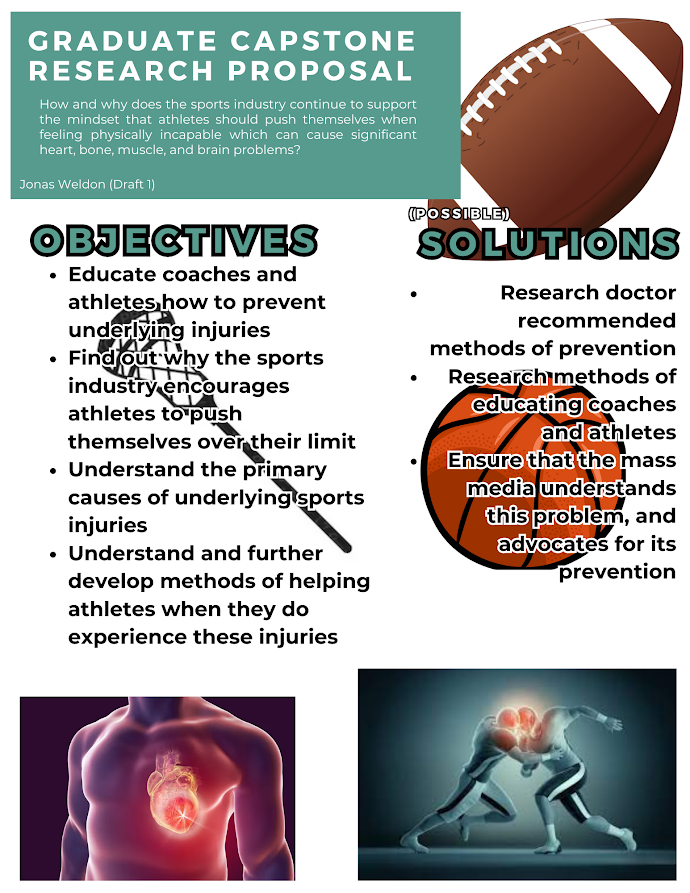 GRADUATE CAPSTONE
RESEARCH PROPOSAL
How and why does the sports industry continue to support
the mindset that athletes should push themselves when
feeling physically incapable which can cause significant
heart, bone, muscle, and brain problems?
Jonas Weldon (Draft 1)
OBJECTIVES
• Educate coaches and
athletes how to prevent
underlying injuries
• Find out why the sports
industry encourages
athletes to push
themselves over their limit
• Understand the primary
causes of underlying sports
injuries
• Understand and further
develop methods of helping
athletes when they do
experience these injuries
((POSSIBLE)
SOLUTIONS
• Research doctor
recommended
methods of prevention
• Research methods of
educating coaches
and athletes
• Ensure that the mass
media understands
this problem, and
advocates for its
prevention